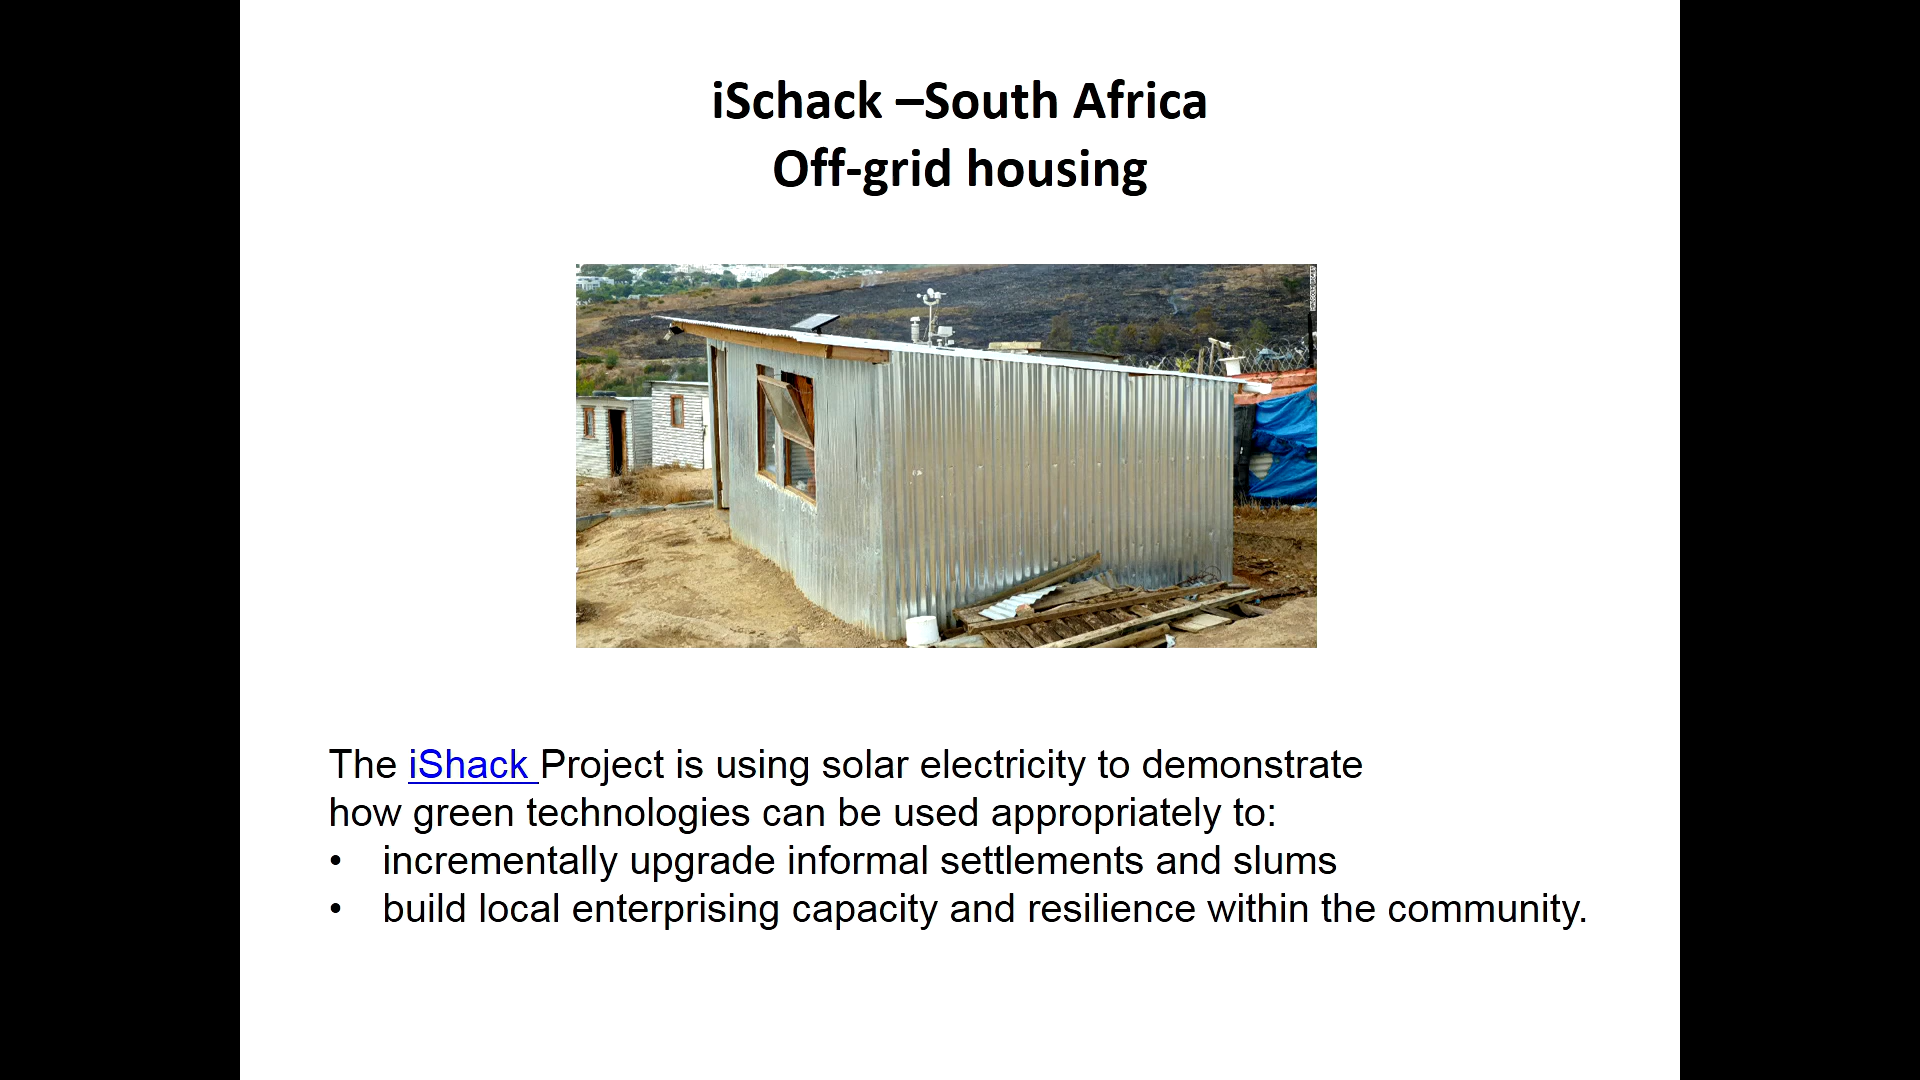 iSchack –South Africa
Off-grid housing
The iShack Project is using solar electricity to demonstrate
how green technologies can be used appropriately to:
• incrementally upgrade informal settlements and slums
• build local enterprising capacity and resilience within the community.